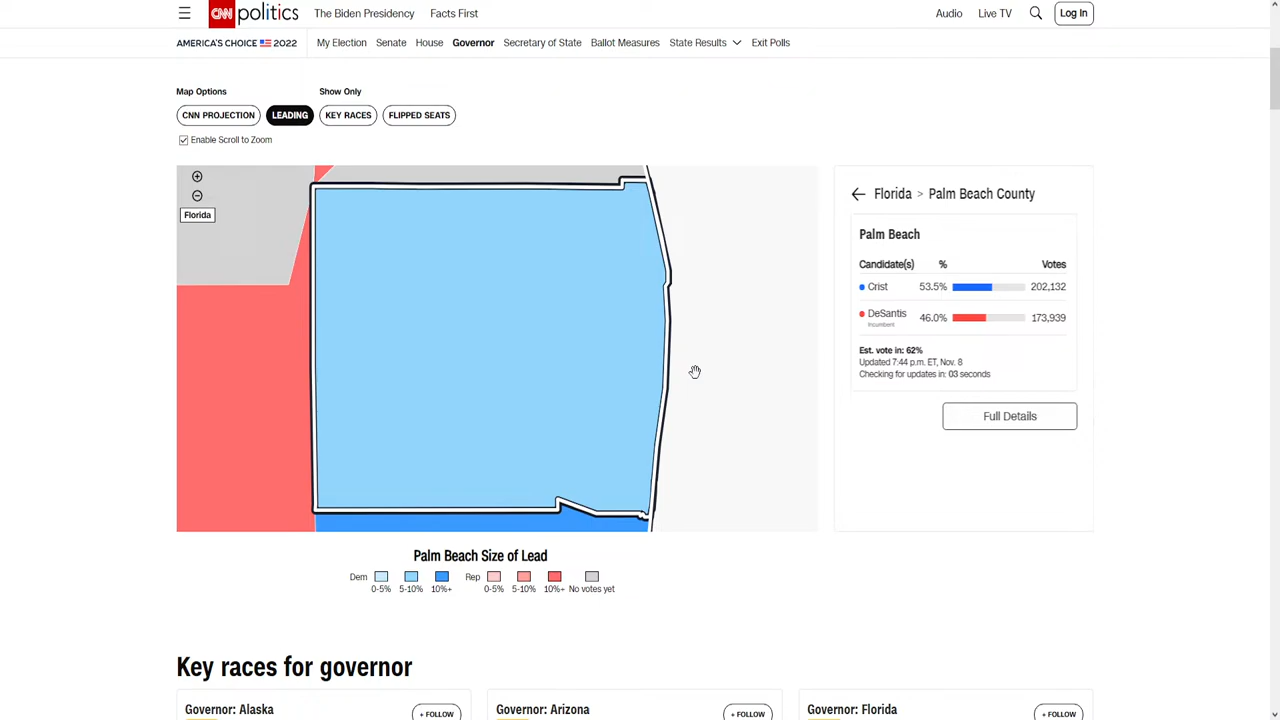 CNN politics The Biden Presidency Facts First Audio Live TV Log In
AMERICA'S CHOICE 2022 My Election Senate House Governor Secretary of State Ballot Measures State Results Exit Polls
Map Options Show Only
CNN PROJECTION LEADING KEY RACES FLIPPED SEATS
Enable Scroll to Zoom
Florida
Florida > Palm Beach County
Palm Beach
Candidate(s) % Votes
Crist 53.5% 202,132
DeSantis 46.0% 173,939
Incumbent
Est. vote in: 62%
Updated 7:44 p.m. ET, Nov. 8
Checking for updates in: 03 seconds
Full Details
Palm Beach Size of Lead
Dem Rep
0-5% 5-10% 10%+ 0-5% 5-10% 10%+ No votes yet
Key races for governor
Governor: Alaska + FOLLOW Governor: Arizona + FOLLOW Governor: Florida + FOLLOW